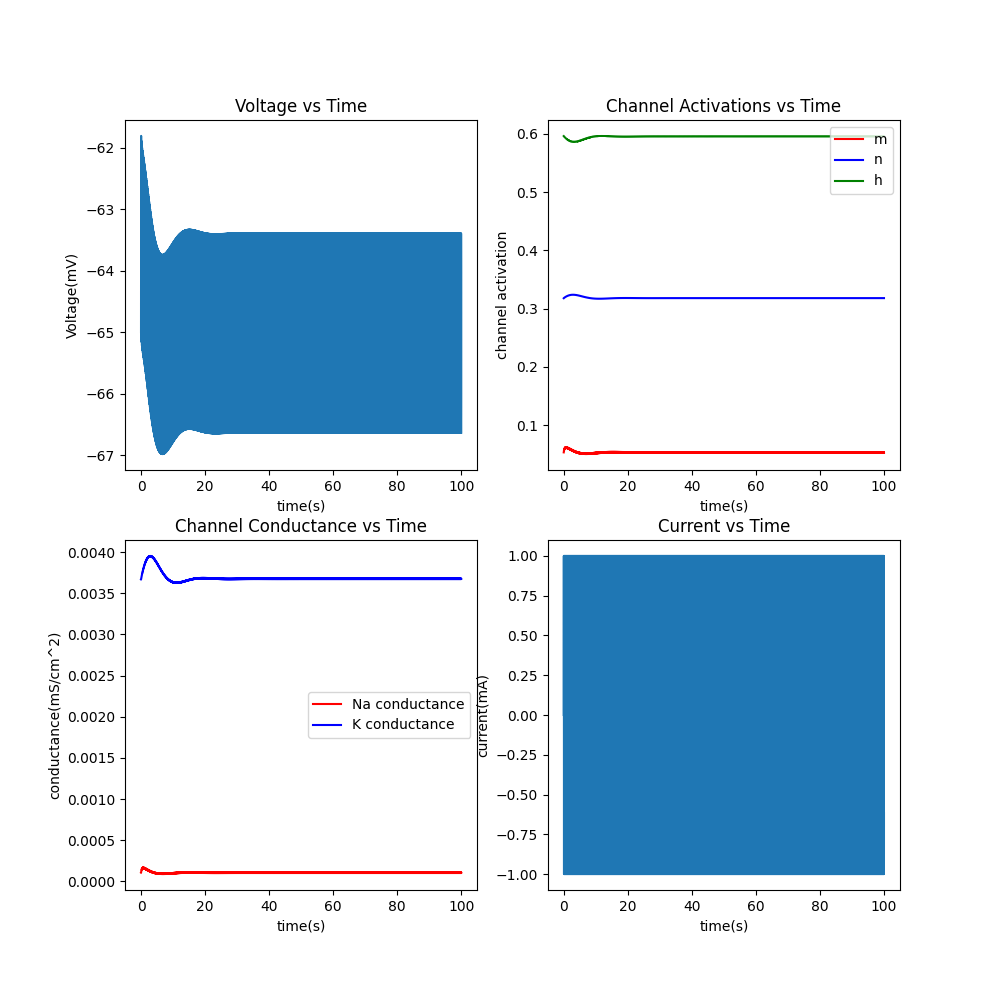 Voltage vs Time
Voltage(mV)
−62
−63
−64
−65
−66
−67
0 20 40 60 80 100
time(s)
Channel Activations vs Time
channel activation
0.6
0.5
0.4
0.3
0.2
0.1
m
n
h
0 20 40 60 80 100
time(s)
Channel Conductance vs Time
conductance(mS/cm^2)
0.0040
0.0035
0.0030
0.0025
0.0020
0.0015
0.0010
0.0005
0.0000
Na conductance
K conductance
0 20 40 60 80 100
time(s)
Current vs Time
current(mA)
1.00
0.75
0.50
0.25
0.00
−0.25
−0.50
−0.75
−1.00
0 20 40 60 80 100
time(s)